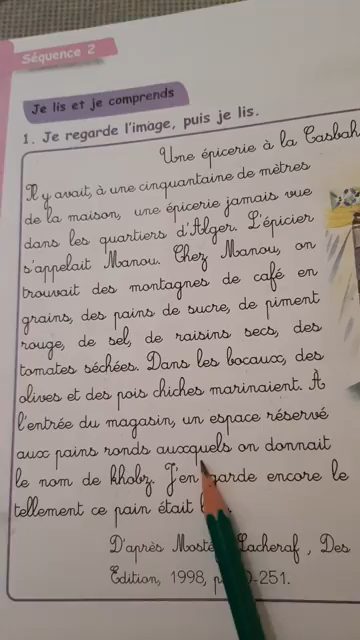 Séquence 2
Je lis et je comprends
1. Je regarde l'image, puis je lis.
Une épicerie à la Casbah
Il y avait, à une cinquantaine de mètres
de la maison, une épicerie jamais vue
dans les quartiers d'Alger. L'épicier
s'appelait Manou. Chez Manou, on
trouvait des montagnes de café en
grains, des pains de sucre, de piment
rouge, de sel, de raisins secs, des
tomates séchées. Dans les bocaux, des
olives et des pois chiches marinaient. À
l'entrée du magasin, un espace réservé
aux pains ronds auxquels on donnait
le nom de khobz. J'en garde encore le
tellement ce pain était
D'après Lacheraf, Des
Édition, 1998, -251.